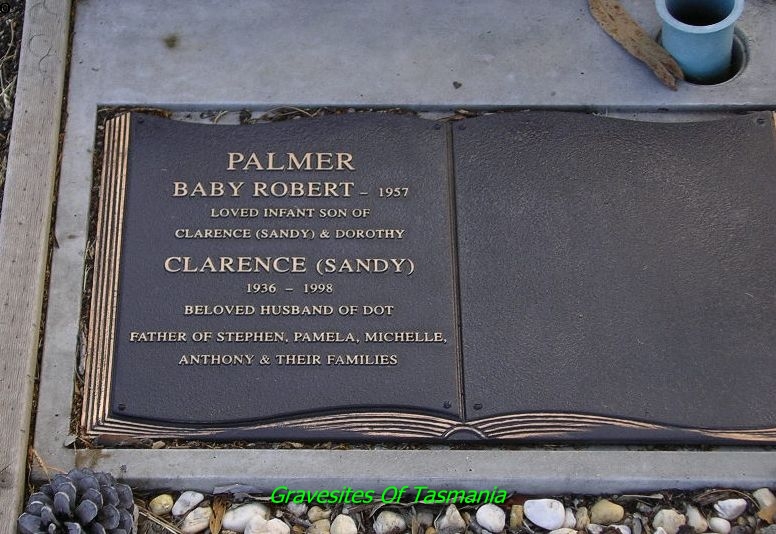 PALMER
BABY ROBERT – 1957
LOVED INFANT SON OF
CLARENCE (SANDY) & DOROTHY
CLARENCE (SANDY)
1936 – 1998
BELOVED HUSBAND OF DOT
FATHER OF STEPHEN, PAMELA, MICHELLE,
ANTHONY & THEIR FAMILIES
Gravesites Of Tasmania